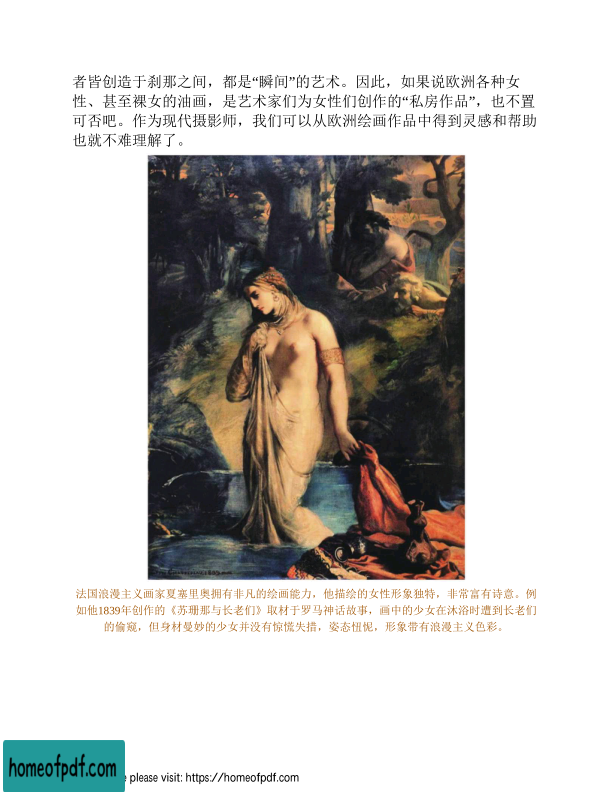 者皆创造于刹那之间，都是“瞬间”的艺术。因此，如果说欧洲各种女
性、甚至裸女的油画，是艺术家们为女性们创作的“私房作品”，也不置
可否吧。作为现代摄影师，我们可以从欧洲绘画作品中得到灵感和帮助
也就不难理解了。
法国浪漫主义画家夏塞里奥拥有非凡的绘画能力，他描绘的女性形象独特，非常富有诗意。例
如他1839年创作的《苏珊那与长老们》取材于罗马神话故事，画中的少女在沐浴时遭到长老们
的偷窥，但身材曼妙的少女并没有惊慌失措，姿态忸怩，形象带有浪漫主义色彩。
homeofpdf.com
e please visit: https://homeofpdf.com